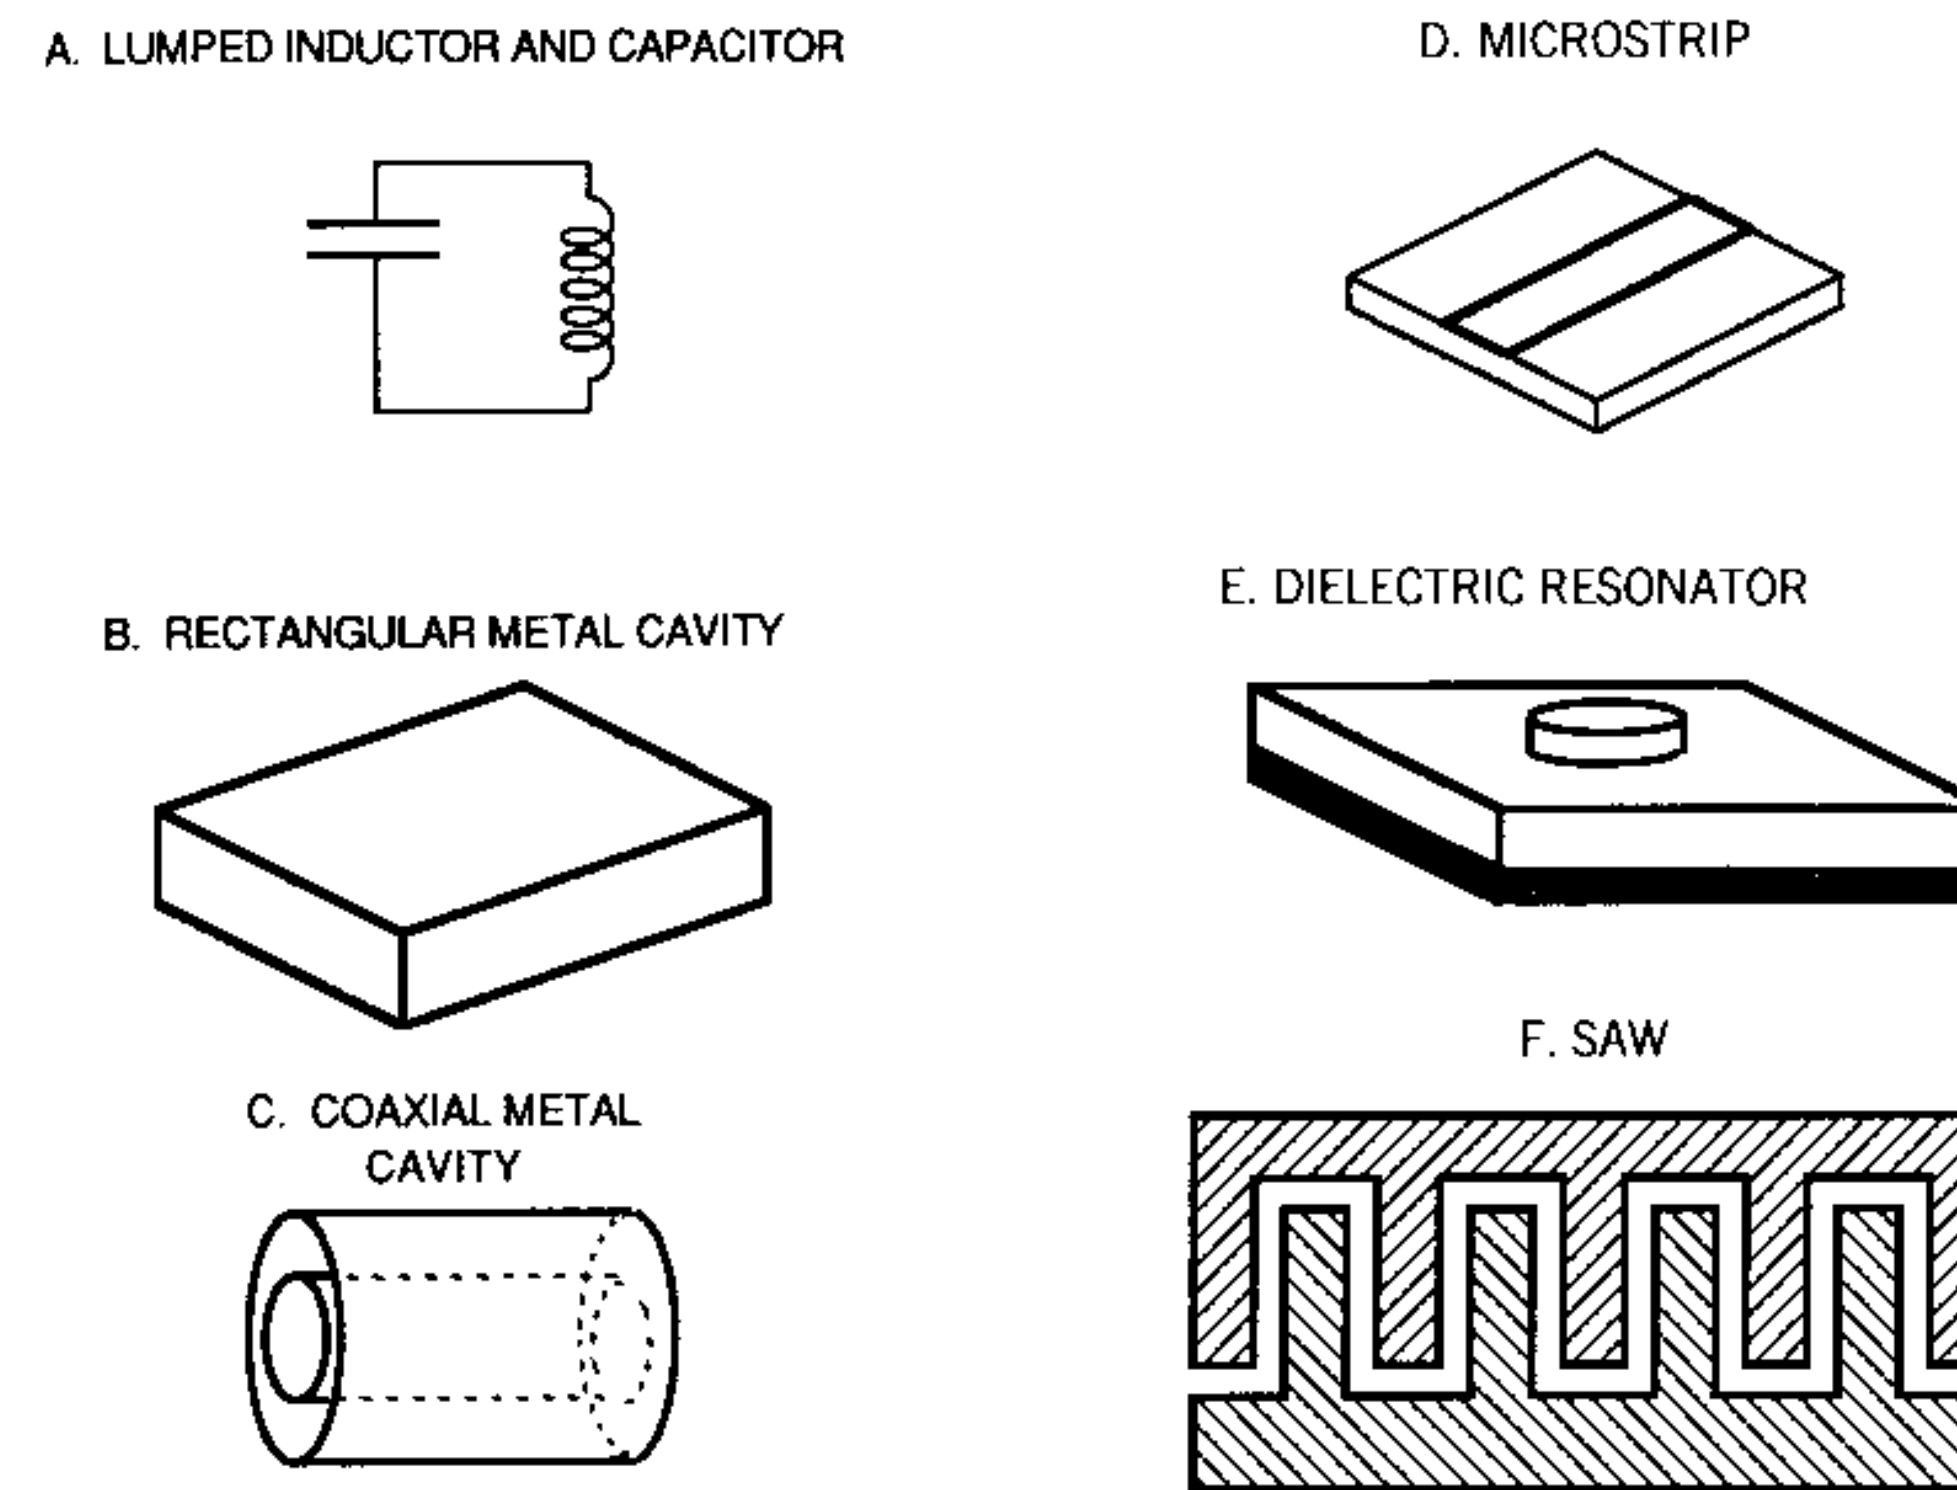 A. LUMPED INDUCTOR AND CAPACITOR
B. RECTANGULAR METAL CAVITY
C. COAXIAL METAL
CAVITY
D. MICROSTRIP
E. DIELECTRIC RESONATOR
F. SAW